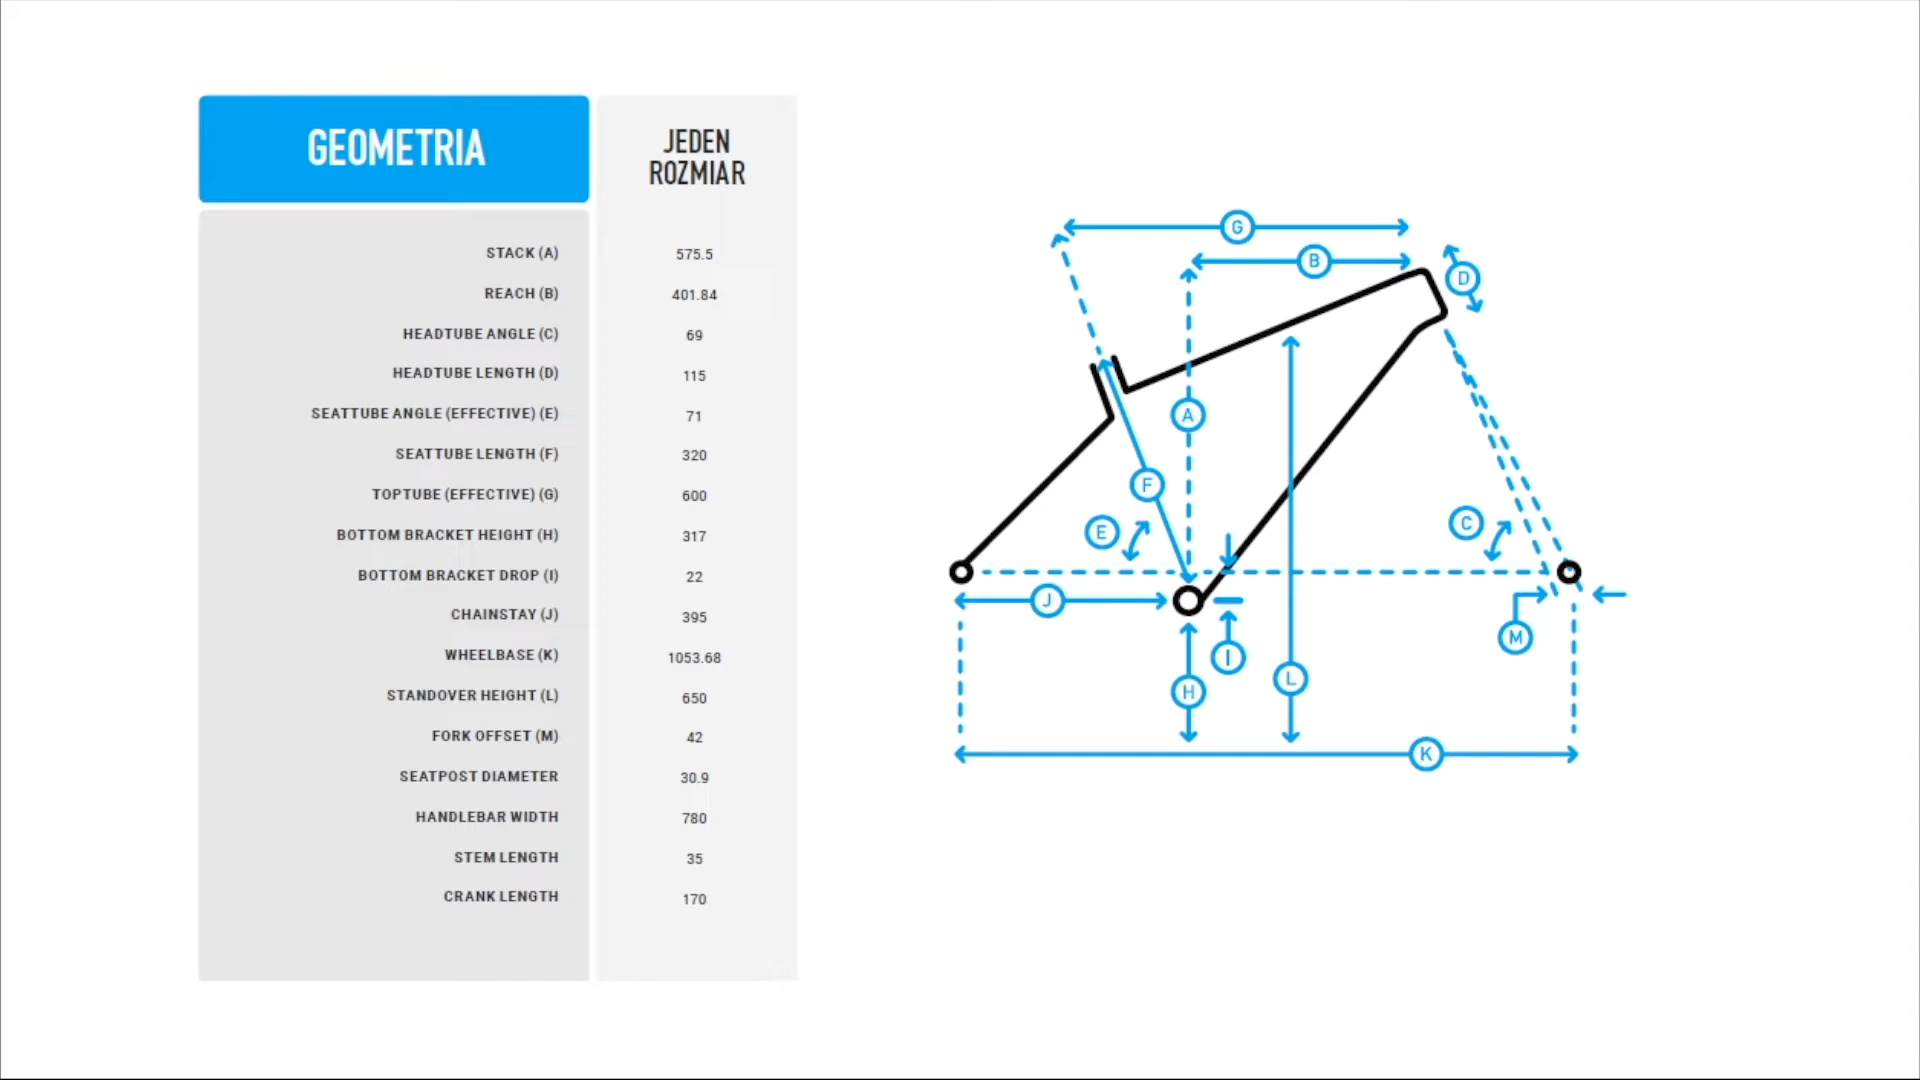 GEOMETRIA
JEDEN
ROZMIAR
STACK (A) 575.5
REACH (B) 401.84
HEADTUBE ANGLE (C) 69
HEADTUBE LENGTH (D) 115
SEATTUBE ANGLE (EFFECTIVE) (E) 71
SEATTUBE LENGTH (F) 320
TOPTUBE (EFFECTIVE) (G) 600
BOTTOM BRACKET HEIGHT (H) 317
BOTTOM BRACKET DROP (I) 22
CHAINSTAY (J) 395
WHEELBASE (K) 1053.68
STANDOVER HEIGHT (L) 650
FORK OFFSET (M) 42
SEATPOST DIAMETER 30.9
HANDLEBAR WIDTH 780
STEM LENGTH 35
CRANK LENGTH 170
G
B
D
A
F
C
E
J
M
I
L
H
K